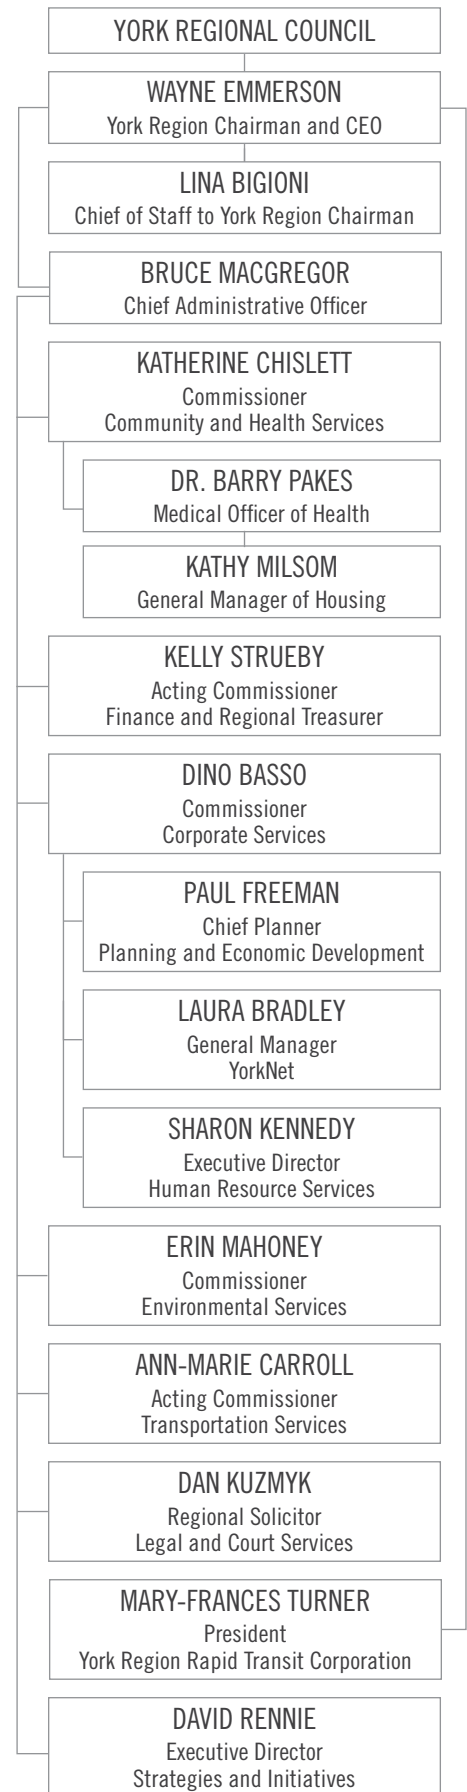 YORK REGIONAL COUNCIL
WAYNE EMMERSON
York Region Chairman and CEO
LINA BIGIONI
Chief of Staff to York Region Chairman
BRUCE MACGREGOR
Chief Administrative Officer
KATHERINE CHISLETT
Commissioner
Community and Health Services
DR. BARRY PAKES
Medical Officer of Health
KATHY MILSOM
General Manager of Housing
KELLY STRUEBY
Acting Commissioner
Finance and Regional Treasurer
DINO BASSO
Commissioner
Corporate Services
PAUL FREEMAN
Chief Planner
Planning and Economic Development
LAURA BRADLEY
General Manager
YorkNet
SHARON KENNEDY
Executive Director
Human Resource Services
ERIN MAHONEY
Commissioner
Environmental Services
ANN-MARIE CARROLL
Acting Commissioner
Transportation Services
DAN KUZMYK
Regional Solicitor
Legal and Court Services
MARY-FRANCES TURNER
President
York Region Rapid Transit Corporation
DAVID RENNIE
Executive Director
Strategies and Initiatives